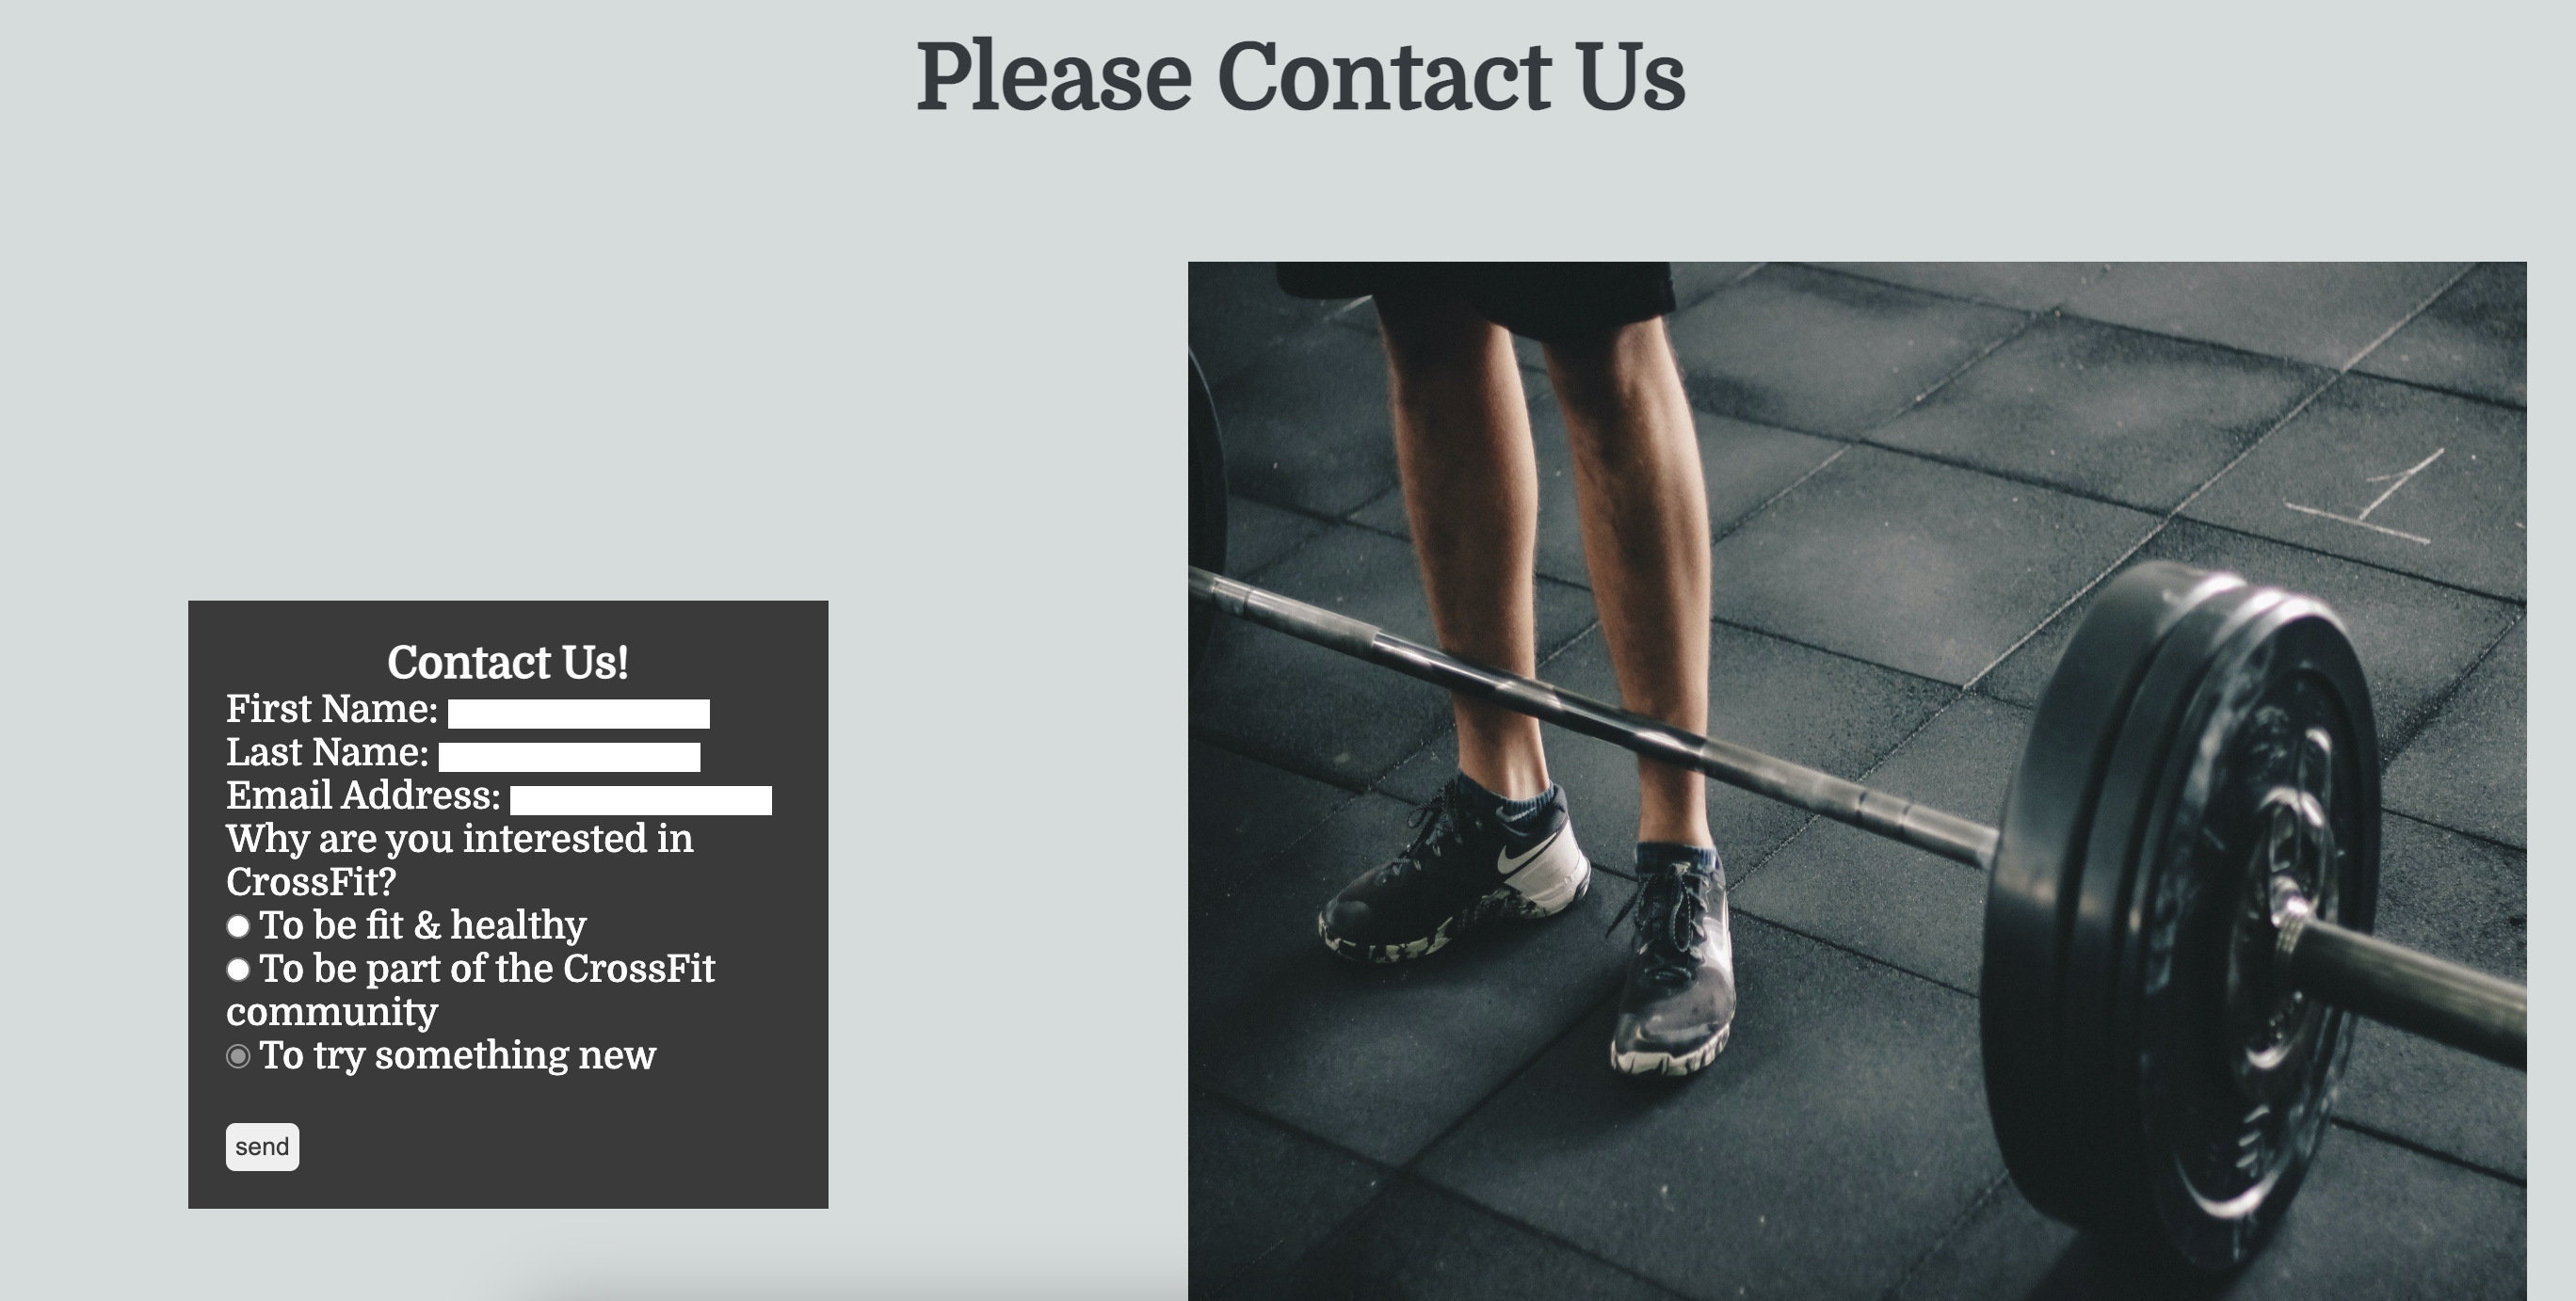 Please Contact Us
Contact Us!
First Name:
Last Name:
Email Address:
Why are you interested in
CrossFit?
To be fit & healthy
To be part of the CrossFit
community
To try something new
send